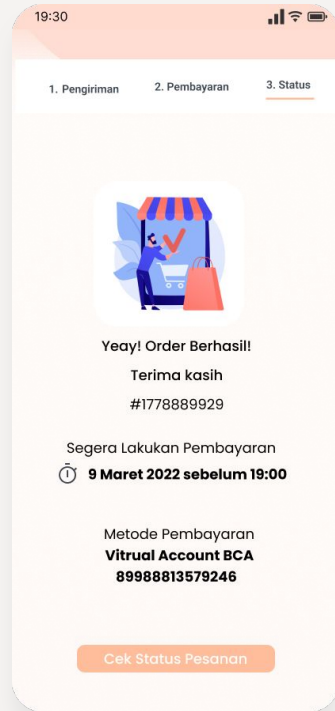 19:30
1. Pengiriman 2. Pembayaran 3. Status
Yeay! Order Berhasil!
Terima kasih
#1778889929
Segera Lakukan Pembayaran
9 Maret 2022 sebelum 19:00
Metode Pembayaran
Vitrual Account BCA
89988813579246
Cek Status Pesanan